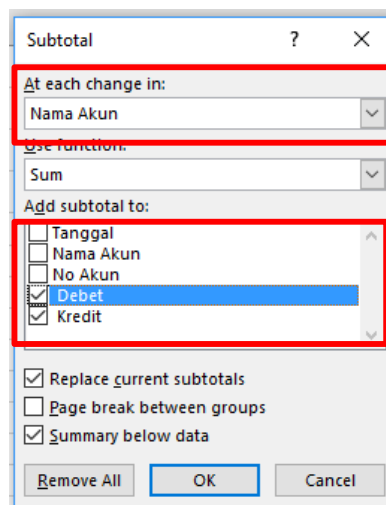 Subtotal ? ×
At each change in:
Nama Akun
Use function:
Sum
Add subtotal to:
Tanggal
Nama Akun
No Akun
Debet
Kredit
Replace current subtotals
Page break between groups
Summary below data
Remove All OK Cancel